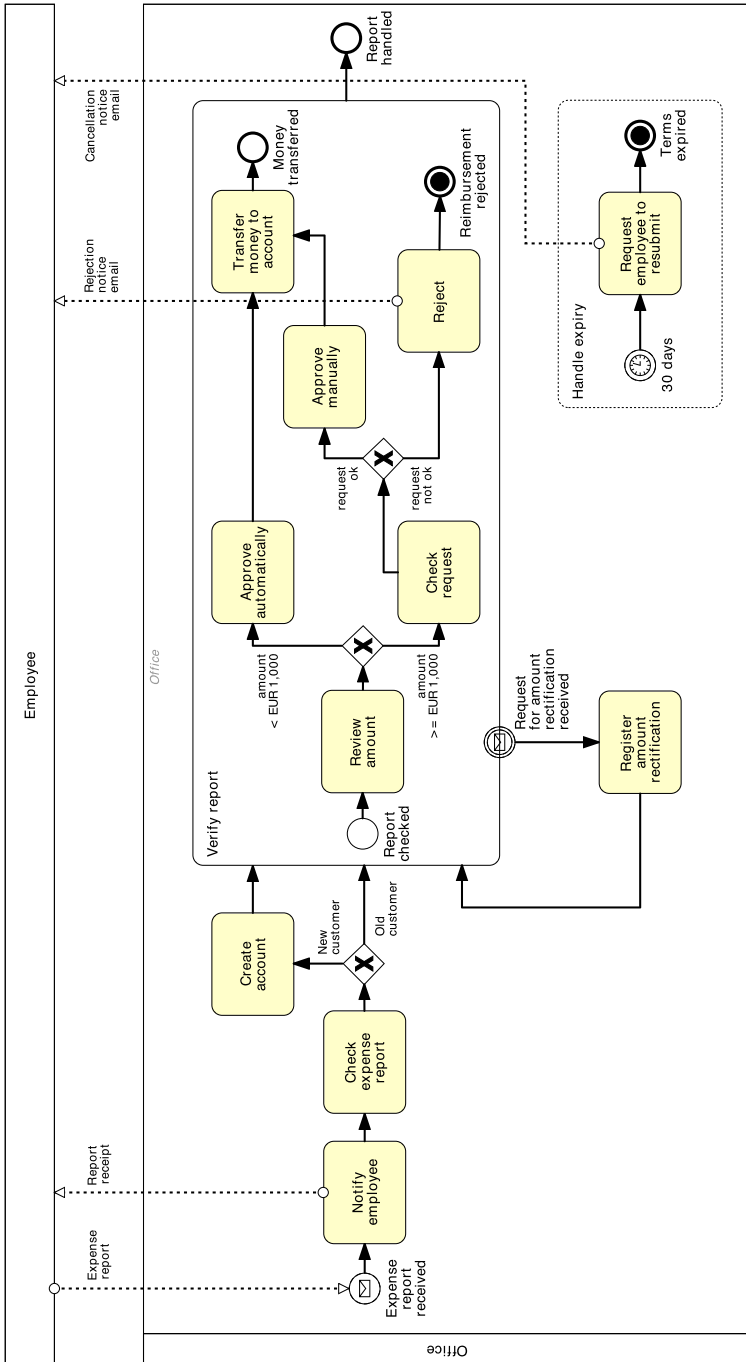 Employee
Office
Office
Expense
report
Report
receipt
Rejection
notice
email
Cancellation
notice
email
Expense
report
received
Notify
employee
Check
expense
report
New
customer
Old
customer
Create
account
Verify report
Report
checked
Review
amount
amount
< EUR 1,000
amount
>= EUR 1,000
Approve
automatically
Check
request
request
ok
request
not ok
Approve
manually
Reject
Transfer
money to
account
Money
transferred
Reimbursement
rejected
Report
handled
Request
for amount
rectification
received
Register
amount
rectification
Handle expiry
30 days
Request
employee to
resubmit
Terms
expired